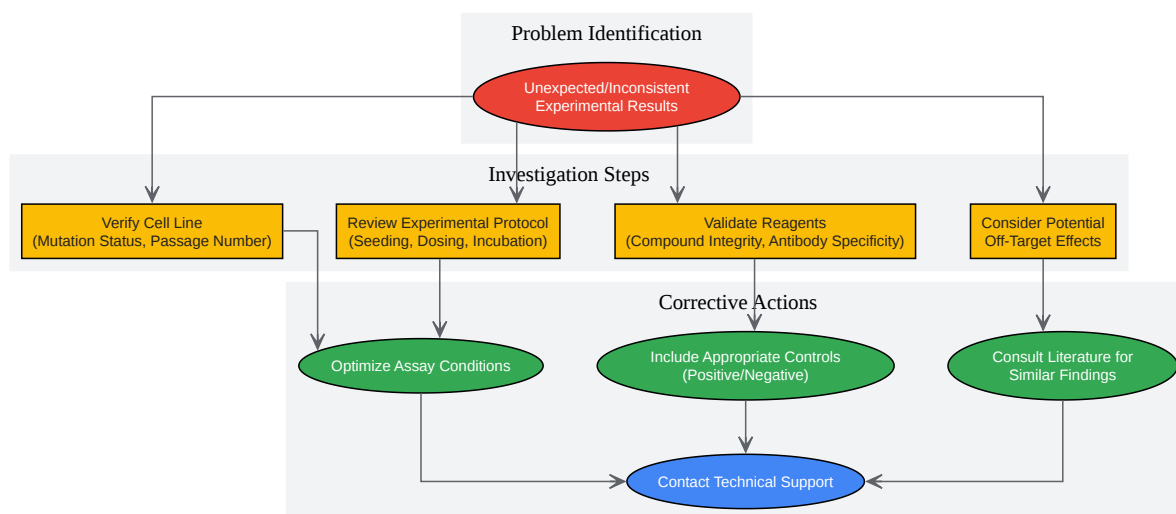 Problem Identification
Unexpected/Inconsistent
Experimental Results
Investigation Steps
Verify Cell Line
(Mutation Status, Passage Number)
Review Experimental Protocol
(Seeding, Dosing, Incubation)
Validate Reagents
(Compound Integrity, Antibody Specificity)
Consider Potential
Off-Target Effects
Corrective Actions
Optimize Assay Conditions
Include Appropriate Controls
(Positive/Negative)
Consult Literature for
Similar Findings
Contact Technical Support